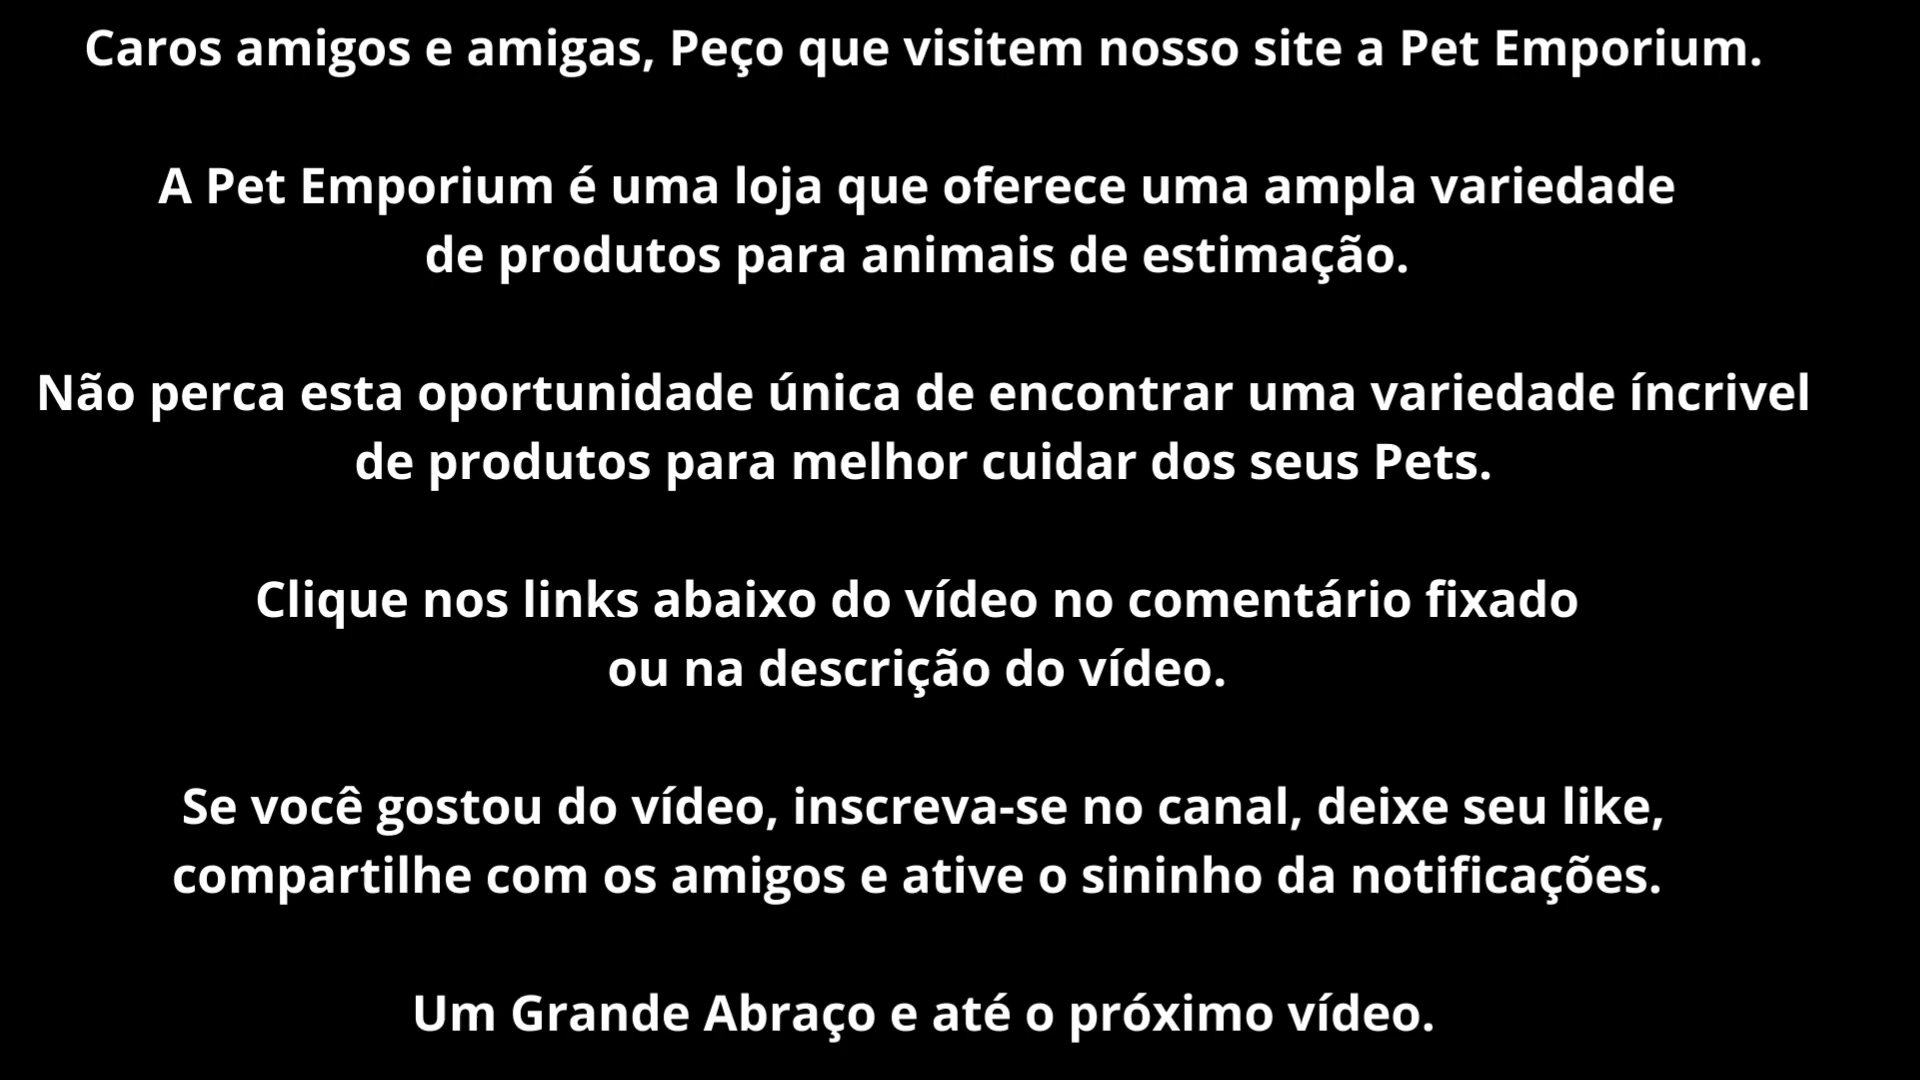 Caros amigos e amigas, Peço que visitem nosso site a Pet Emporium.
A Pet Emporium é uma loja que oferece uma ampla variedade
de produtos para animais de estimação.
Não perca esta oportunidade única de encontrar uma variedade íncrivel
de produtos para melhor cuidar dos seus Pets.
Clique nos links abaixo do vídeo no comentário fixado
ou na descrição do vídeo.
Se você gostou do vídeo, inscreva-se no canal, deixe seu like,
compartilhe com os amigos e ative o sininho da notificações.
Um Grande Abraço e até o próximo vídeo.